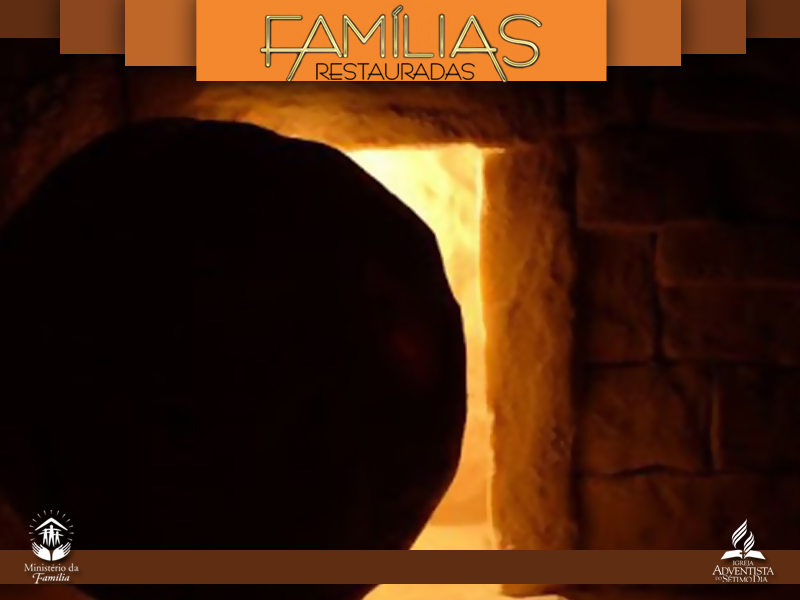 FAMÍLIAS
RESTAURADAS
Ministério da
Família
IGREJA
ADVENTISTA
DO SÉTIMO DIA